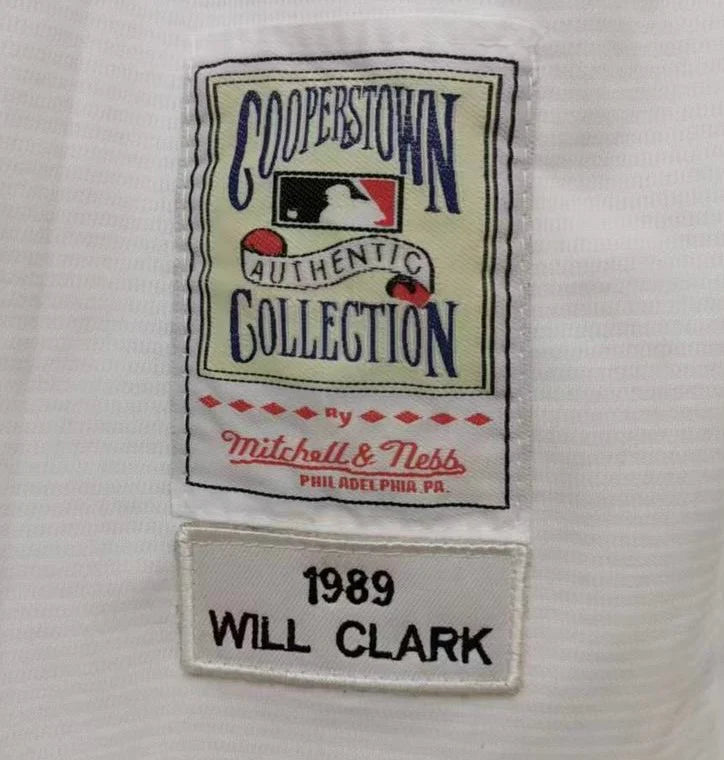 COOPERSTOWN
AUTHENTIC
COLLECTION
By
Mitchell & Ness
PHILADELPHIA, PA.
1989
WILL CLARK